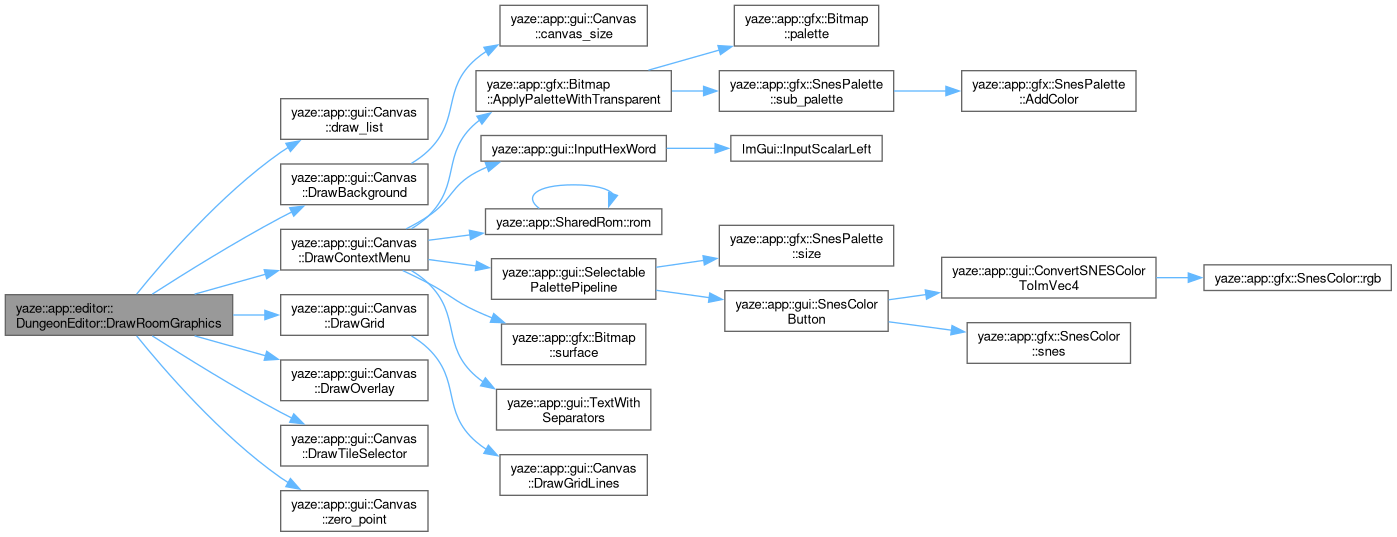 yaze::app::editor::
DungeonEditor::DrawRoomGraphics
yaze::app::gui::Canvas
::draw_list
yaze::app::gui::Canvas
::DrawBackground
yaze::app::gui::Canvas
::DrawContextMenu
yaze::app::gui::Canvas
::DrawGrid
yaze::app::gui::Canvas
::DrawOverlay
yaze::app::gui::Canvas
::DrawTileSelector
yaze::app::gui::Canvas
::zero_point
yaze::app::gui::Canvas
::canvas_size
yaze::app::gfx::Bitmap
::ApplyPaletteWithTransparent
yaze::app::gui::InputHexWord
yaze::app::SharedRom::rom
yaze::app::gui::Selectable
PalettePipeline
yaze::app::gfx::Bitmap
::surface
yaze::app::gui::TextWith
Separators
yaze::app::gui::Canvas
::DrawGridLines
yaze::app::gfx::Bitmap
::palette
yaze::app::gfx::SnesPalette
::sub_palette
ImGui::InputScalarLeft
yaze::app::gfx::SnesPalette
::size
yaze::app::gui::SnesColor
Button
yaze::app::gfx::SnesPalette
::AddColor
yaze::app::gui::ConvertSNESColor
ToImVec4
yaze::app::gfx::SnesColor
::snes
yaze::app::gfx::SnesColor::rgb